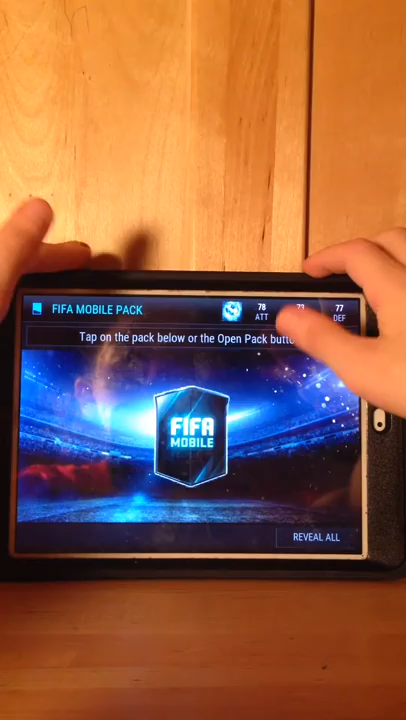 FIFA MOBILE PACK
78 73 77
ATT DEF
Tap on the pack below or the Open Pack
FIFA
MOBILE
REVEAL ALL